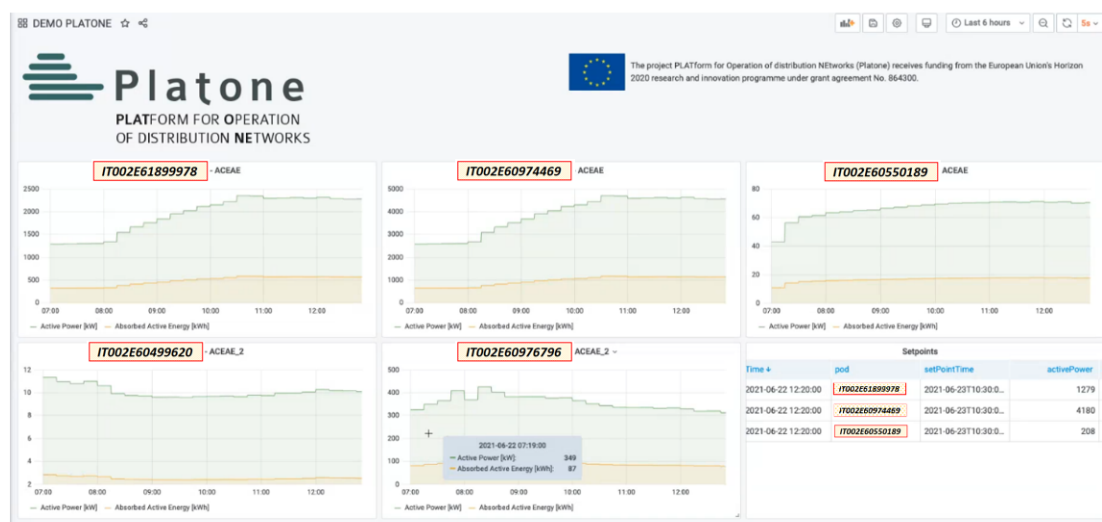 DEMO PLATONE
Last 6 hours
5s
Platone
PLATFORM FOR OPERATION
OF DISTRIBUTION NETWORKS
The project PLATform for Operation of distribution NEtworks (Platone) receives funding from the European Union's Horizon
2020 research and innovation programme under grant agreement No. 864300.
IT002E61899978 - ACEAE
2500
2000
1500
1000
500
0
07:00 08:00 09:00 10:00 11:00 12:00
Active Power [kW] Absorbed Active Energy [kWh]
IT002E60974469 ACEAE
5000
4000
3000
2000
1000
0
07:00 08:00 09:00 10:00 11:00 12:00
Active Power [kW] Absorbed Active Energy [kWh]
IT002E60550189 ACEAE
80
60
40
20
0
07:00 08:00 09:00 10:00 11:00 12:00
Active Power [kW] Absorbed Active Energy [kWh]
IT002E60499620 - ACEAE_2
12
10
8
6
4
2
07:00 08:00 09:00 10:00 11:00 12:00
Active Power [kW] Absorbed Active Energy [kWh]
IT002E60976796 ACEAE_2
500
400
300
200
100
0
2021-06-22 07:19:00
Active Power [kW]: 349
Absorbed Active Energy [kWh]: 87
07:00 08:00 09:00 10:00 11:00 12:00
Active Power [kW] Absorbed Active Energy [kWh]
Setpoints
Time pod setPointTime activePower
2021-06-22 12:20:00 IT002E61899978 2021-06-23T10:30:0... 1279
2021-06-22 12:20:00 IT002E60974469 2021-06-23T10:30:0... 4180
2021-06-22 12:20:00 IT002E60550189 2021-06-23T10:30:0... 208